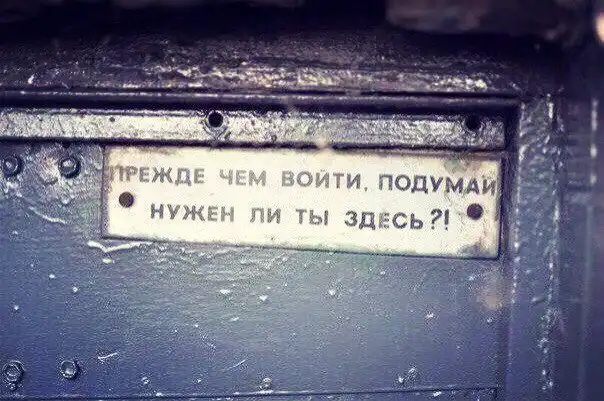 ПРЕЖДЕ ЧЕМ ВОЙТИ, ПОДУМАЙ
НУЖЕН ЛИ ТЫ ЗДЕСЬ?!